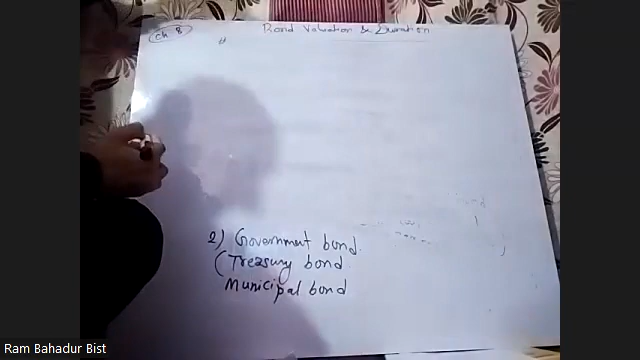 Ch 8
Bond Valuation & Duration
2) Government bond.
(Treasury bond
Municipal bond
Ram Bahadur Bist